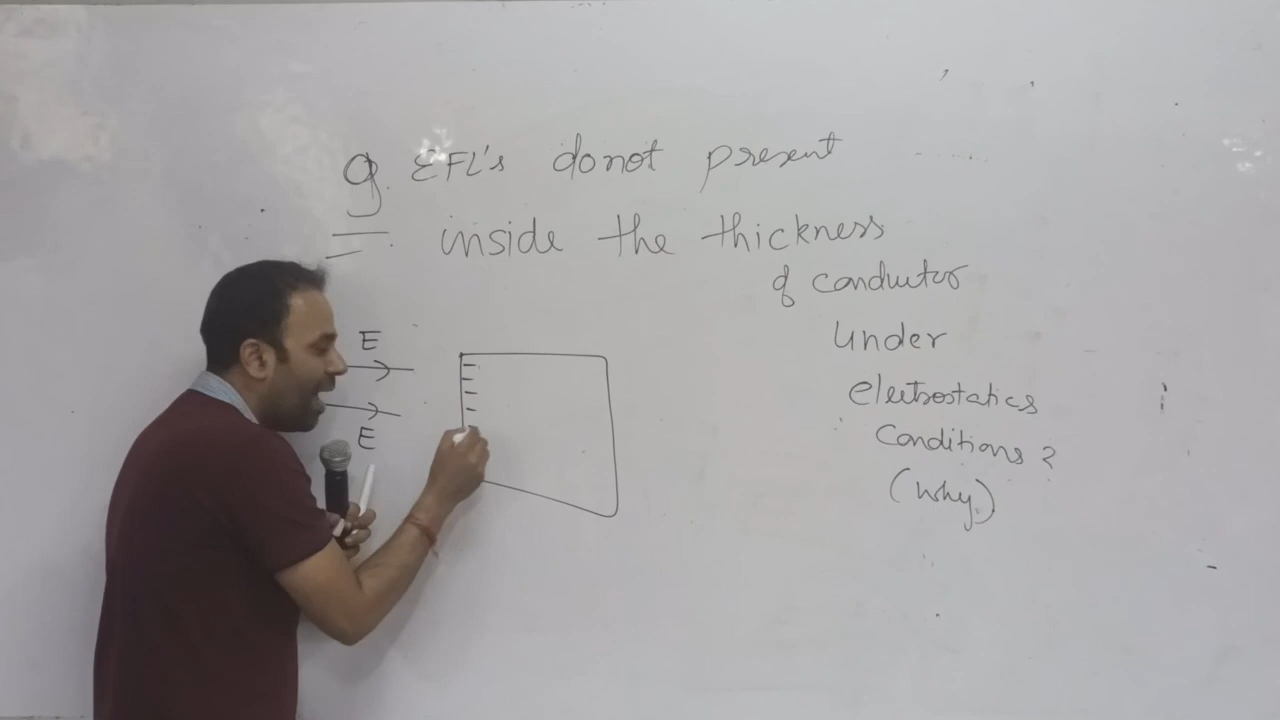 Q. EFL's donot present
inside the thickness
of conductor
Under
electrostatics
Conditions?
(why)
E
E